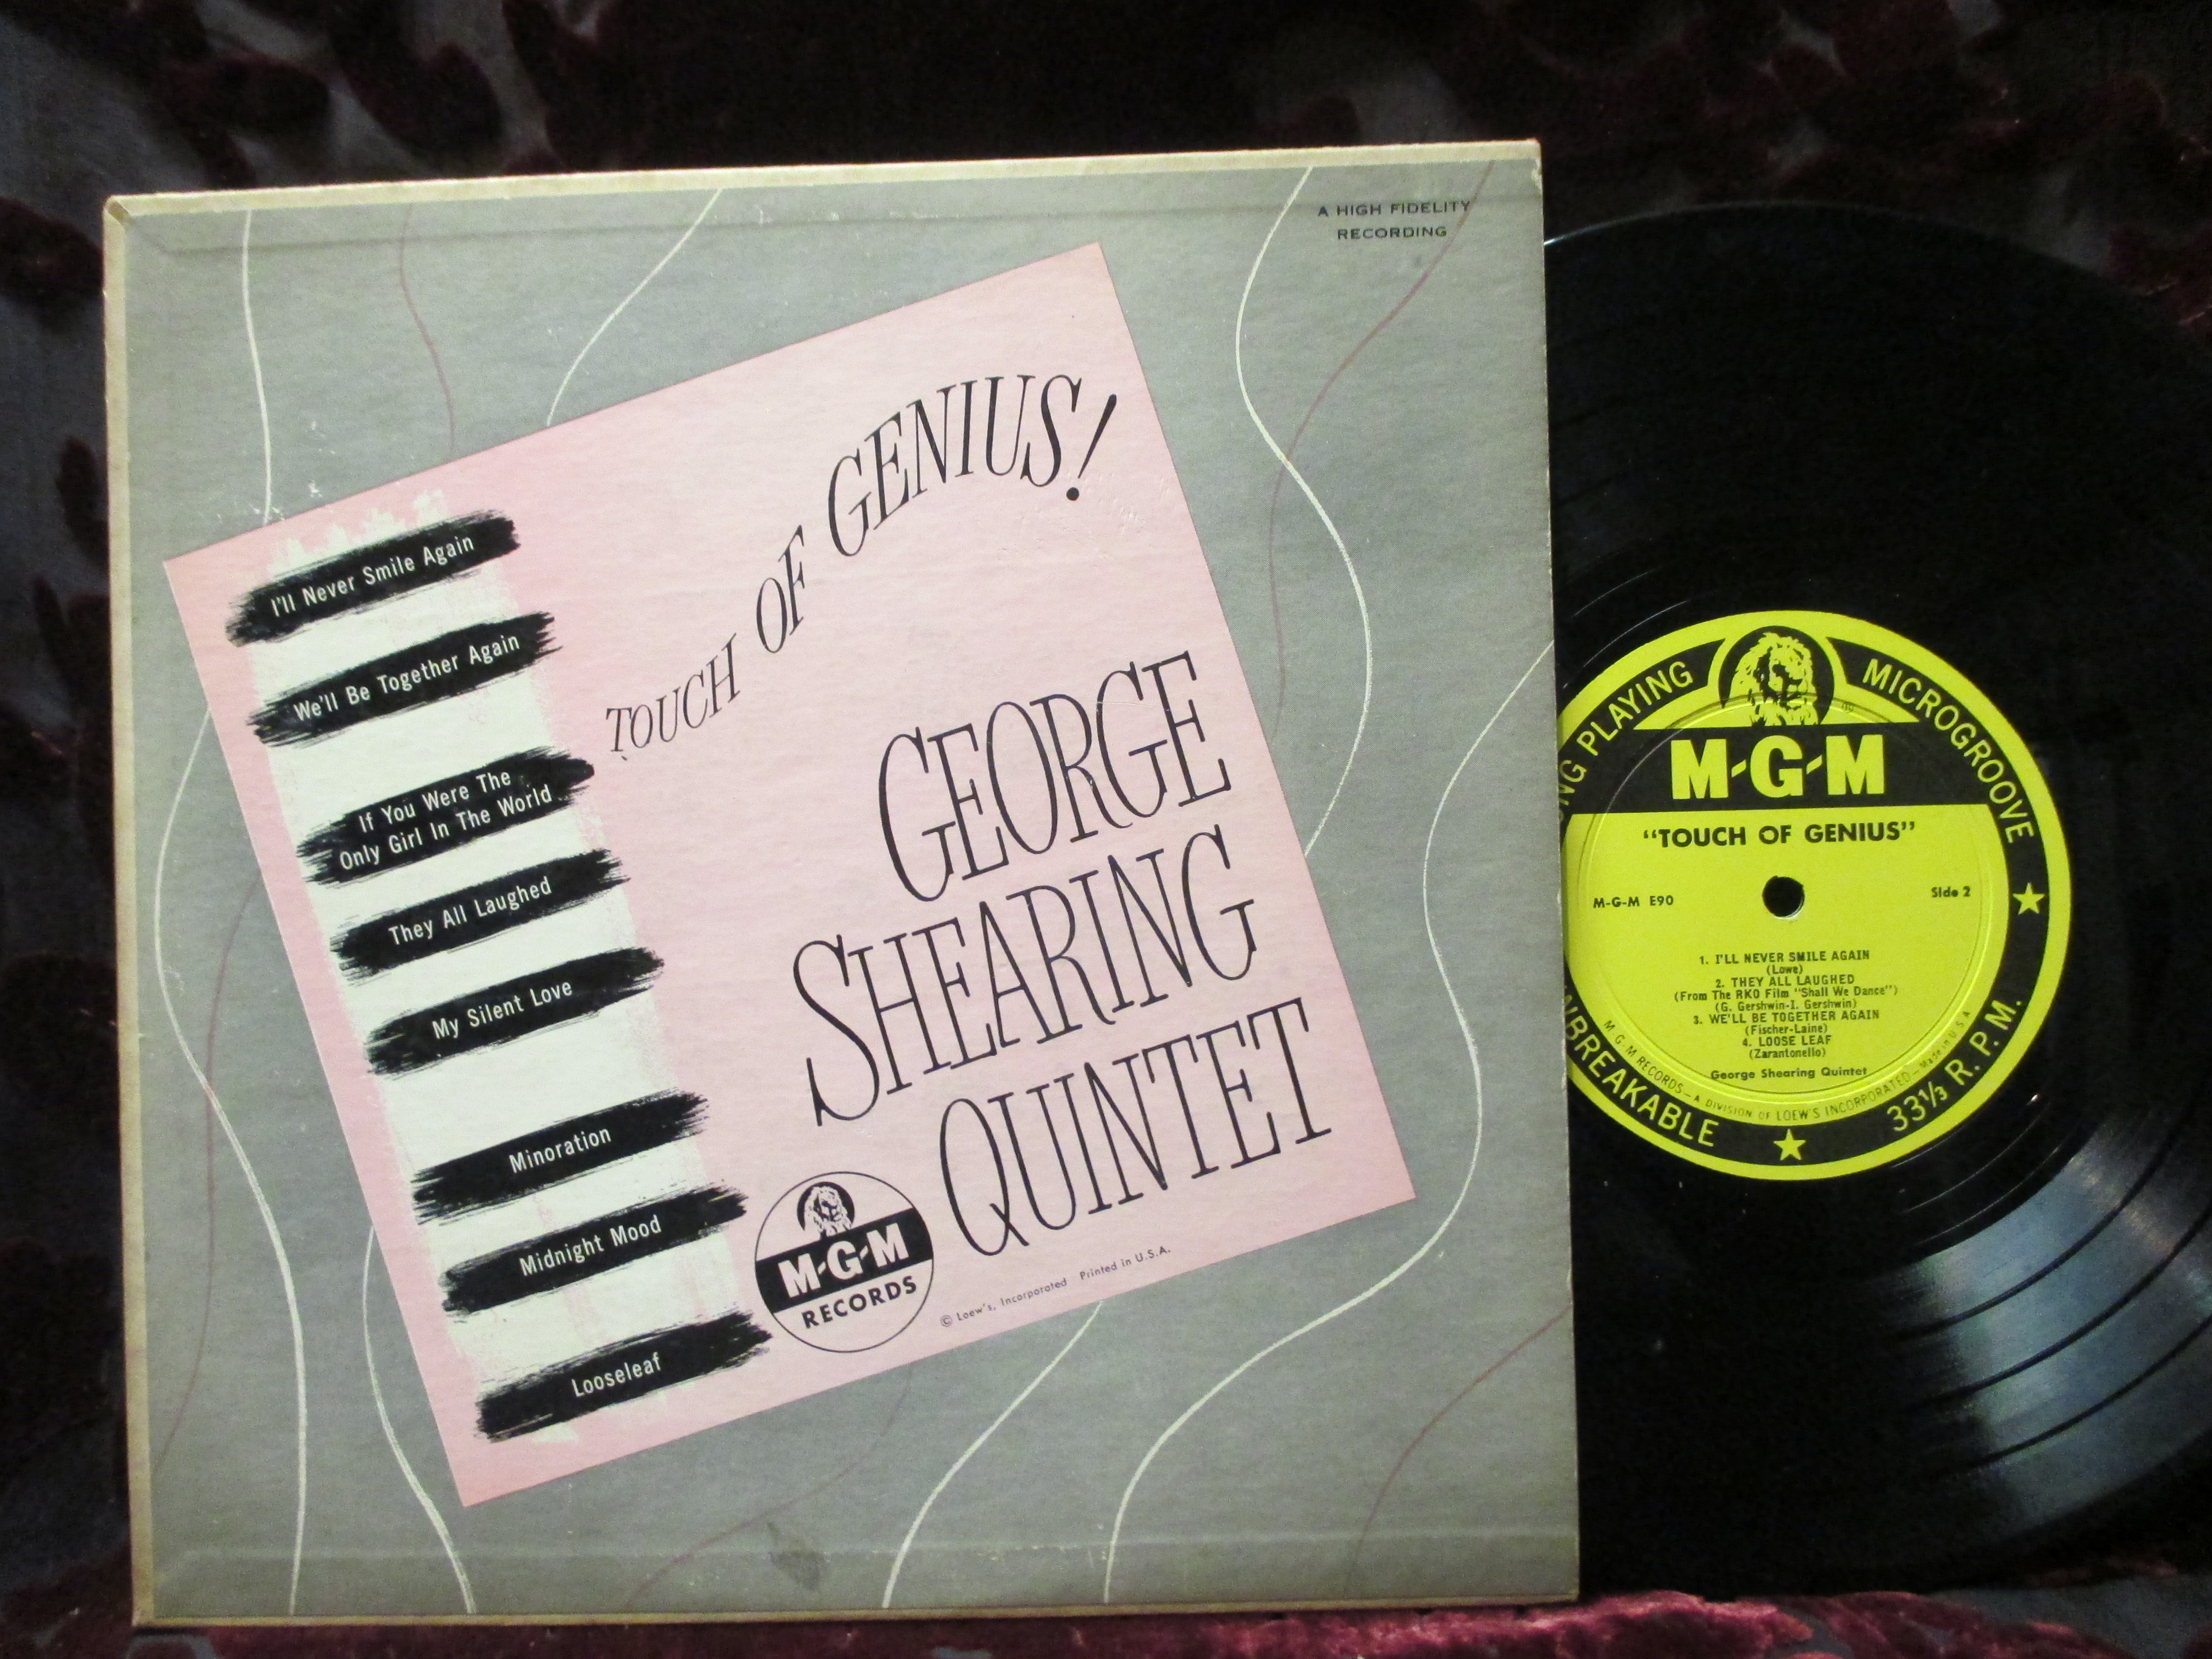 A HIGH FIDELITY
RECORDING
TOUCH OF GENIUS!
I'll Never Smile Again
We'll Be Together Again
If You Were The
Only Girl In The World
They All Laughed
My Silent Love
Minoration
Midnight Mood
Looseleaf
GEORGE
SHEARING
QUINTET
M-G-M
RECORDS
© Loew's, Incorporated Printed in U.S.A.
NG PLAYING
MICROGROOVE
M-G-M
"TOUCH OF GENIUS"
M-G-M E90
Side 2
1. I'LL NEVER SMILE AGAIN
(Lowe)
2. THEY ALL LAUGHED
(From The RKO Film "Shall We Dance")
(G. Gershwin-I. Gershwin)
3. WE'LL BE TOGETHER AGAIN
(Fischer-Laine)
4. LOOSE LEAF
(Zarantonello)
George Shearing Quintet
M G M RECORDS — A DIVISION OF LOEW'S INCORPORATED — Made in U S A
NBREAKABLE
33⅓ R. P. M.